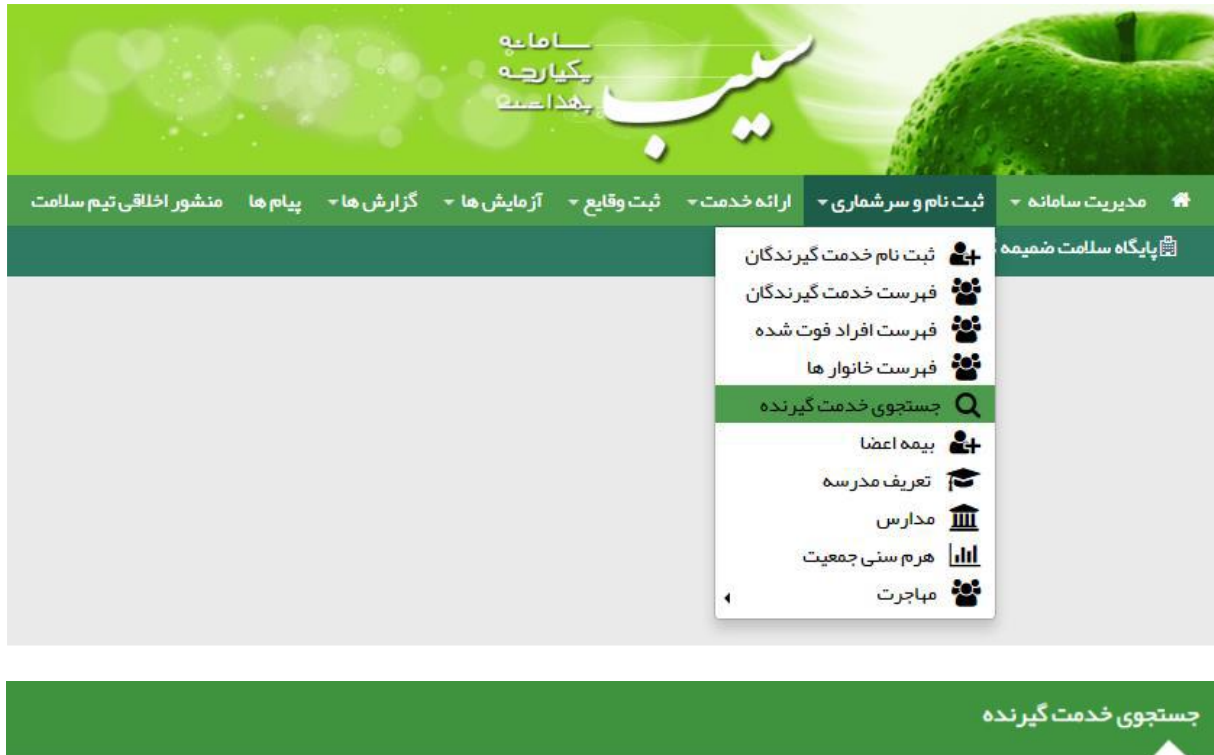 سامانه
یکپارچه
بهداشت
سیب
مدیریت سامانه ثبت نام و سرشماری ارائه خدمت ثبت وقایع آزمایش ها گزارش ها پیام ها منشور اخلاقی تیم سلامت
پایگاه سلامت ضمیمه
ثبت نام خدمت گیرندگان
فهرست خدمت گیرندگان
فهرست افراد فوت شده
فهرست خانوار ها
جستجوی خدمت گیرنده
بیمه اعضا
تعریف مدرسه
مدارس
هرم سنی جمعیت
مهاجرت
جستجوی خدمت گیرنده